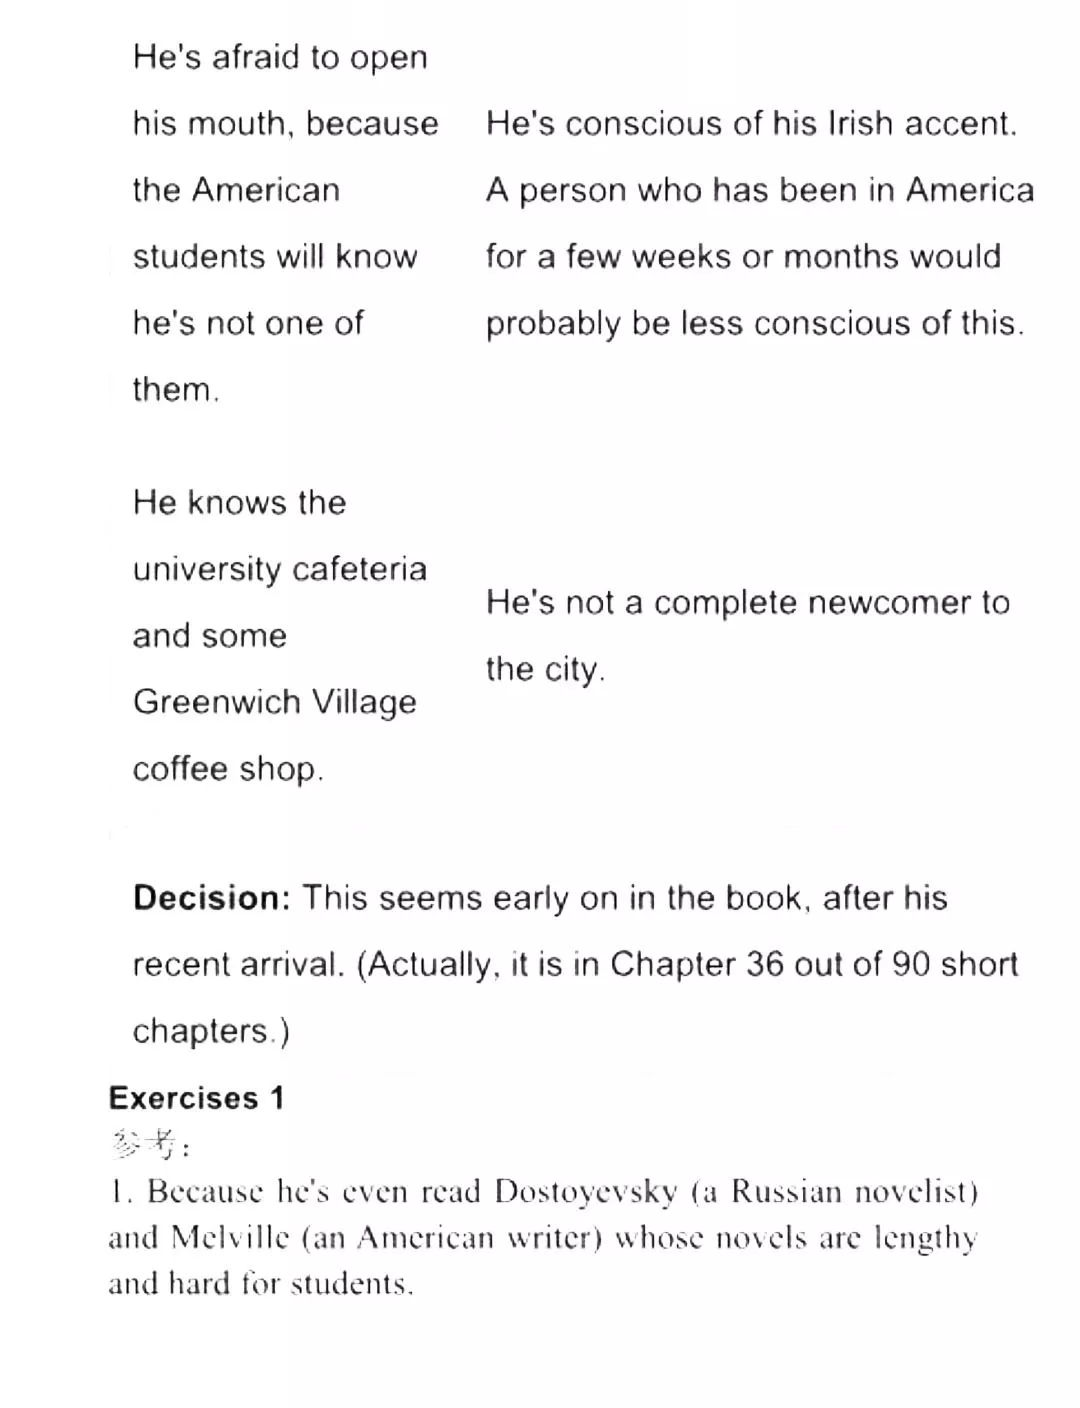 He's afraid to open
his mouth, because
the American
students will know
he's not one of
them.
He's conscious of his Irish accent.
A person who has been in America
for a few weeks or months would
probably be less conscious of this.
He knows the
university cafeteria
and some
Greenwich Village
coffee shop.
He's not a complete newcomer to
the city.
Decision: This seems early on in the book, after his
recent arrival. (Actually, it is in Chapter 36 out of 90 short
chapters.)
Exercises 1
参考:
1. Because he's even read Dostoyevsky (a Russian novelist)
and Melville (an American writer) whose novels are lengthy
and hard for students.